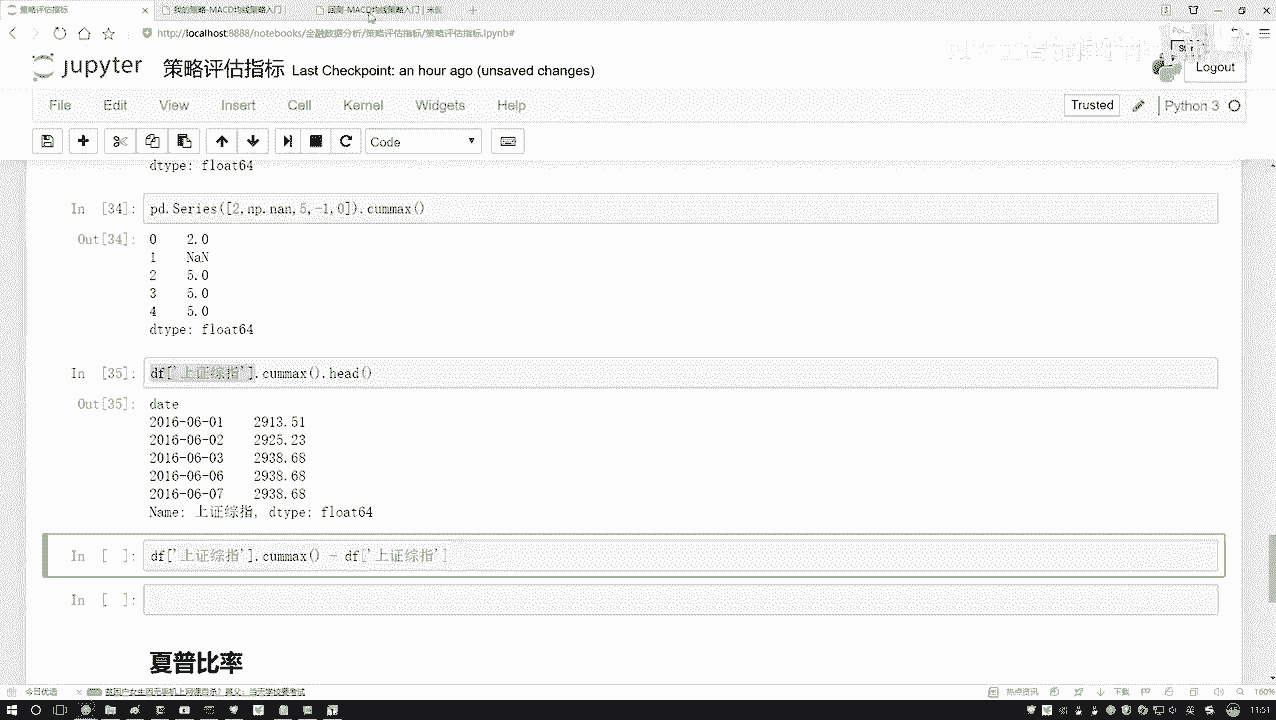 策略评估指标
我的策略-MACD均线策略入门
回测-MACD均线策略入门 | 米筐
http://localhost:8888/notebooks/金融数据分析/策略评估指标/策略评估指标.ipynb#
jupyter 策略评估指标 Last Checkpoint: an hour ago (unsaved changes)
Logout
File Edit View Insert Cell Kernel Widgets Help
Trusted Python 3
Code
dtype: float64
In [34]: pd.Series([2,np.nan,5,-1,0]).cummax()
Out[34]: 0 2.0
1 NaN
2 5.0
3 5.0
4 5.0
dtype: float64
In [35]: df['上证综指'].cummax().head()
Out[35]: date
2016-06-01 2913.51
2016-06-02 2925.23
2016-06-03 2938.68
2016-06-06 2938.68
2016-06-07 2938.68
Name: 上证综指, dtype: float64
In [ ]: df['上证综指'].cummax() - df['上证综指']
In [ ]:
夏普比率
今日优选
热点资讯
下载
160%
11:51